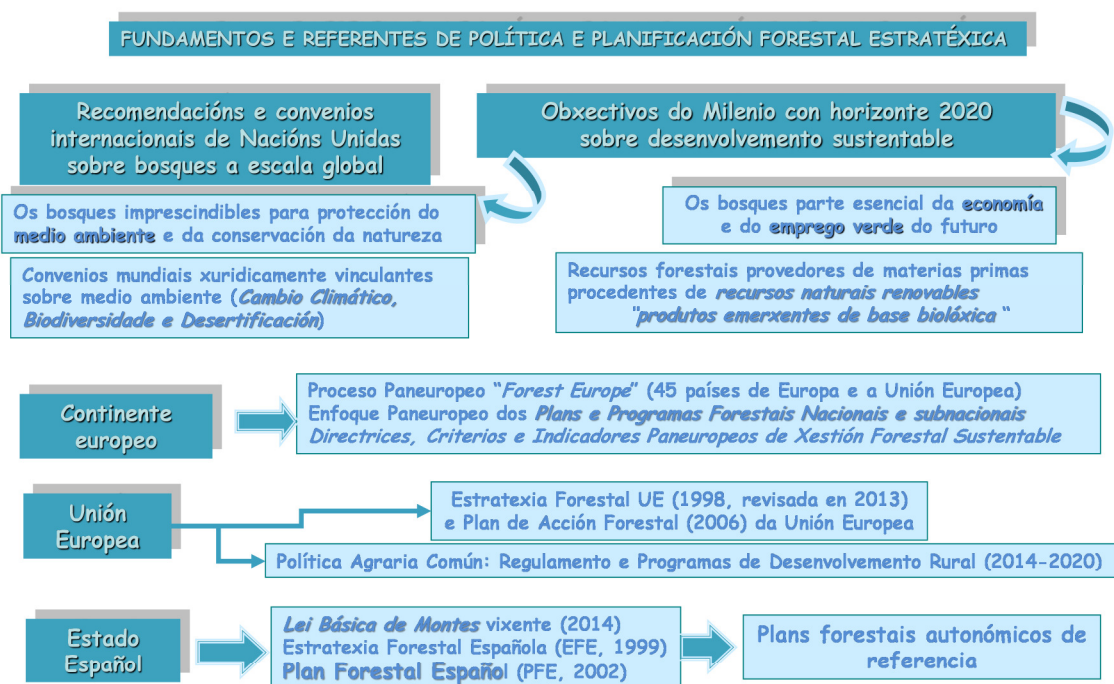 FUNDAMENTOS E REFERENTES DE POLÍTICA E PLANIFICACIÓN FORESTAL ESTRATÉXICA
Recomendacións e convenios
internacionais de Nacións Unidas
sobre bosques a escala global
Obxectivos do Milenio con horizonte 2020
sobre desenvolvemento sustentable
Os bosques imprescindibles para protección do
medio ambiente e da conservación da natureza
Os bosques parte esencial da economía
e do emprego verde do futuro
Convenios mundiais xuridicamente vinculantes
sobre medio ambiente (Cambio Climático,
Biodiversidade e Desertificación)
Recursos forestais provedores de materias primas
procedentes de recursos naturais renovables
"produtos emerxentes de base biolóxica “
Continente
europeo
Proceso Paneuropeo “Forest Europe” (45 países de Europa e a Unión Europea)
Enfoque Paneuropeo dos Plans e Programas Forestais Nacionais e subnacionais
Directrices, Criterios e Indicadores Paneuropeos de Xestión Forestal Sustentable
Unión
Europea
Estratexia Forestal UE (1998, revisada en 2013)
e Plan de Acción Forestal (2006) da Unión Europea
Política Agraria Común: Regulamento e Programas de Desenvolvemento Rural (2014-2020)
Estado
Español
Lei Básica de Montes vixente (2014)
Estratexia Forestal Española (EFE, 1999)
Plan Forestal Español (PFE, 2002)
Plans forestais autonómicos de
referencia